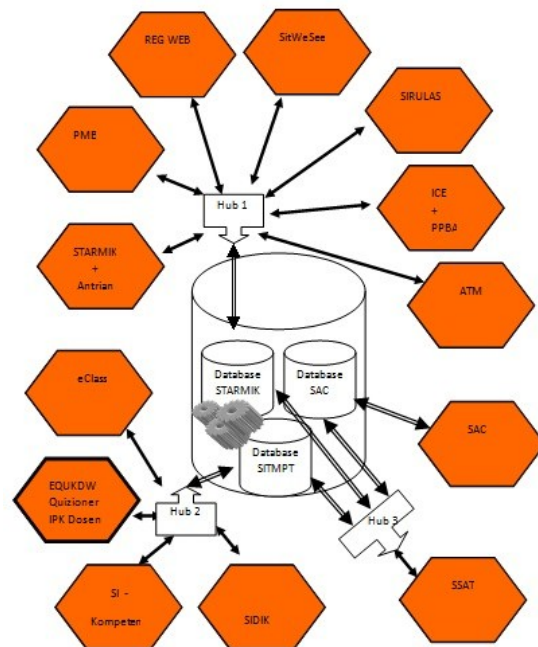 REG WEB
SitWeSee
PMB
SIRULAS
Hub 1
ICE
+
PPBA
STARMIK
+
Antrian
ATM
Database
STARMIK
Database
SAC
eClass
SAC
Database
SITMPT
EQUKDW
Quizioner
IPK Dosen
Hub 2
Hub 3
SI -
Kompeten
SIDIK
SSAT